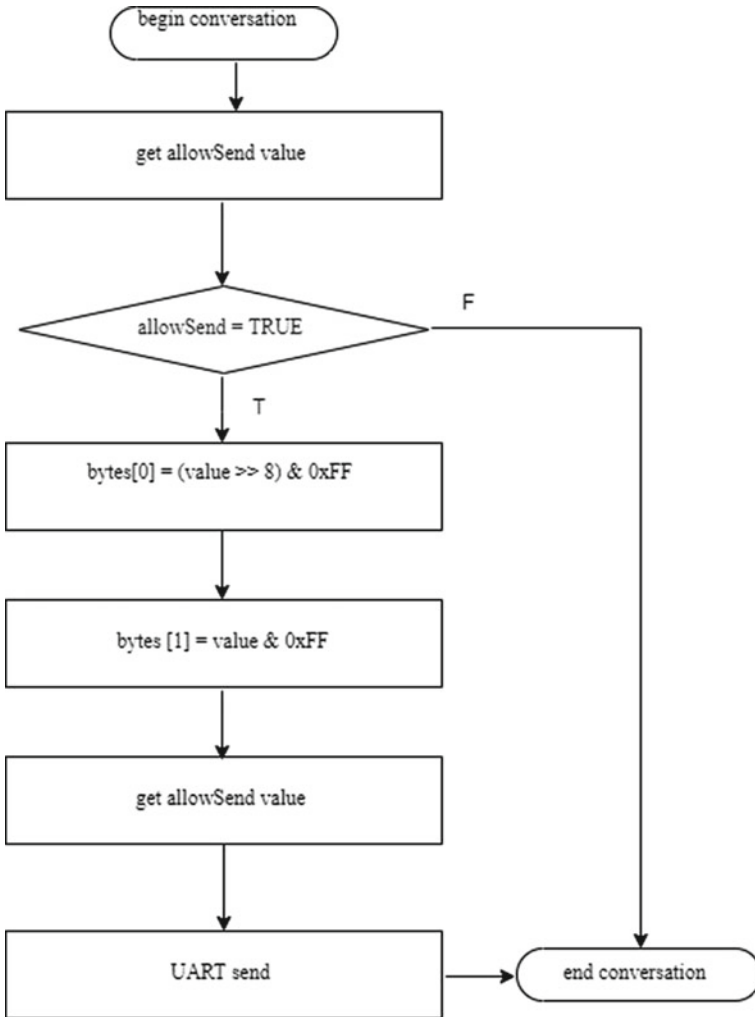 begin conversation
get allowSend value
allowSend = TRUE
F
T
bytes[0] = (value >> 8) & 0xFF
bytes [1] = value & 0xFF
get allowSend value
UART send
end conversation